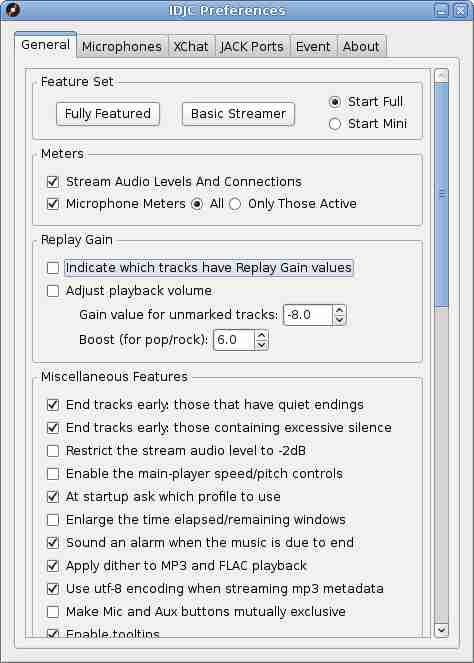 IDJC Preferences
General Microphones XChat JACK Ports Event About
Feature Set
Fully Featured Basic Streamer Start Full
Start Mini
Meters
Stream Audio Levels And Connections
Microphone Meters All Only Those Active
Replay Gain
Indicate which tracks have Replay Gain values
Adjust playback volume
Gain value for unmarked tracks: -8.0
Boost (for pop/rock): 6.0
Miscellaneous Features
End tracks early: those that have quiet endings
End tracks early: those containing excessive silence
Restrict the stream audio level to -2dB
Enable the main-player speed/pitch controls
At startup ask which profile to use
Enlarge the time elapsed/remaining windows
Sound an alarm when the music is due to end
Apply dither to MP3 and FLAC playback
Use utf-8 encoding when streaming mp3 metadata
Make Mic and Aux buttons mutually exclusive
Enable tooltips